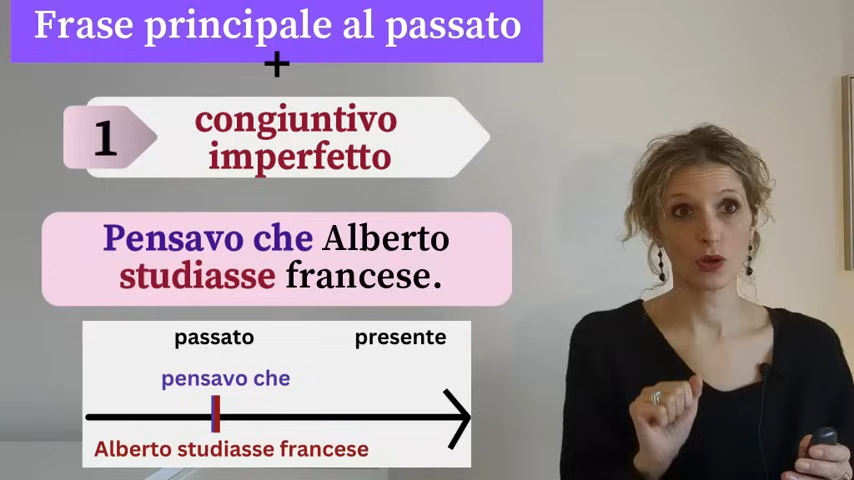 Frase principale al passato
+
1
congiuntivo
imperfetto
Pensavo che Alberto
studiasse francese.
passato presente
pensavo che
Alberto studiasse francese